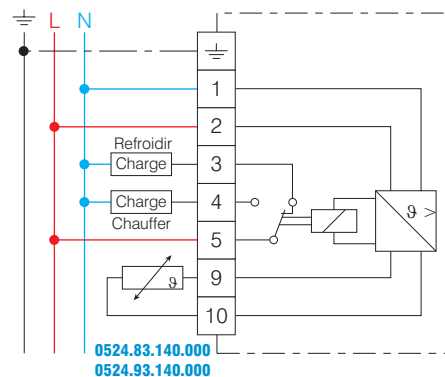 L N
1
2
Refroidir
Charge 3
Charge 4
Chauffer
5
ϑ 9
10
ϑ >
0524.83.140.000
0524.93.140.000